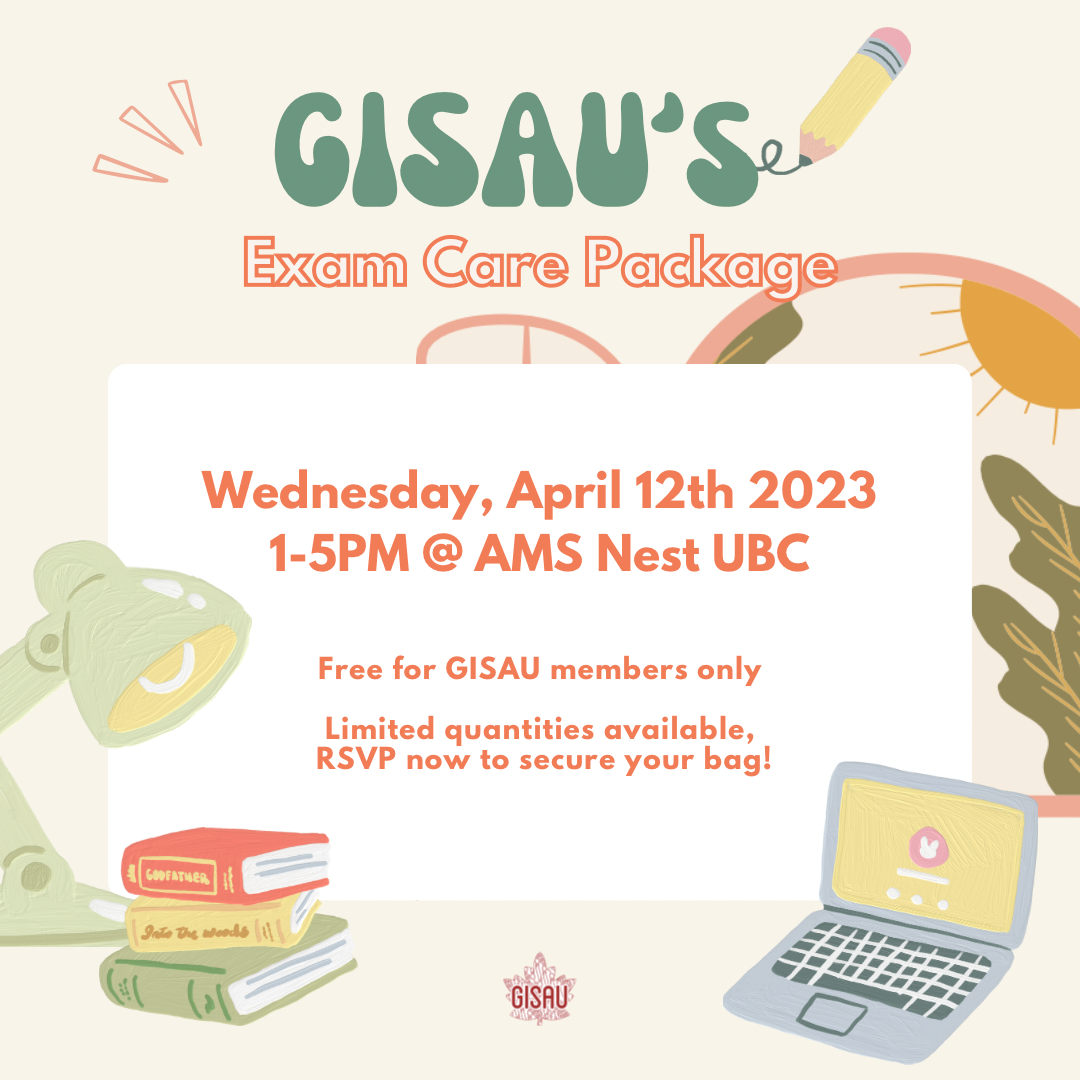 GISAU'S
Exam Care Package
Wednesday, April 12th 2023
1-5PM @ AMS Nest UBC
Free for GISAU members only
Limited quantities available,
RSVP now to secure your bag!
GODFATHER
Into the woods
GISAU